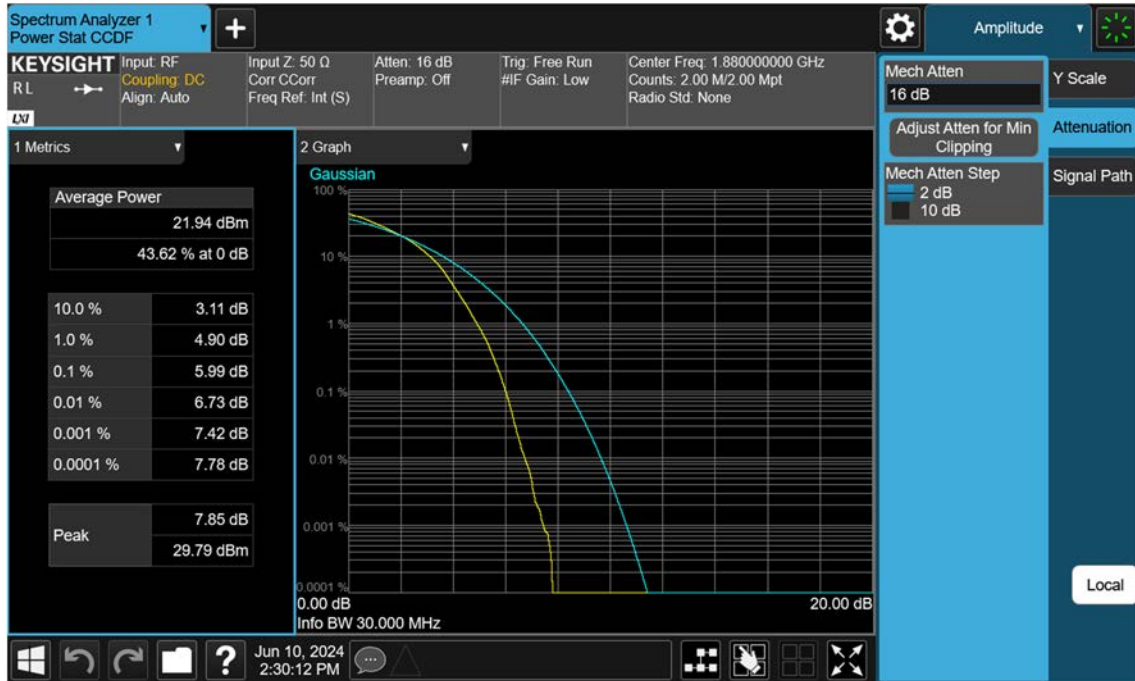 Spectrum Analyzer 1
Power Stat CCDF
Amplitude
KEYSIGHT
R L
LXI
Input: RF
Coupling: DC
Align: Auto
Input Z: 50 Ω
Corr CCorr
Freq Ref: Int (S)
Atten: 16 dB
Preamp: Off
Trig: Free Run
#IF Gain: Low
Center Freq: 1.880000000 GHz
Counts: 2.00 M/2.00 Mpt
Radio Std: None
Mech Atten
16 dB
Adjust Atten for Min
Clipping
Mech Atten Step
2 dB
10 dB
Y Scale
Attenuation
Signal Path
1 Metrics
Average Power
21.94 dBm
43.62 % at 0 dB
10.0 % 3.11 dB
1.0 % 4.90 dB
0.1 % 5.99 dB
0.01 % 6.73 dB
0.001 % 7.42 dB
0.0001 % 7.78 dB
Peak
7.85 dB
29.79 dBm
2 Graph
Gaussian
100 %
10 %
1 %
0.1 %
0.01 %
0.001 %
0.0001 %
0.00 dB 20.00 dB
Info BW 30.000 MHz
Local
?
Jun 10, 2024
2:30:12 PM